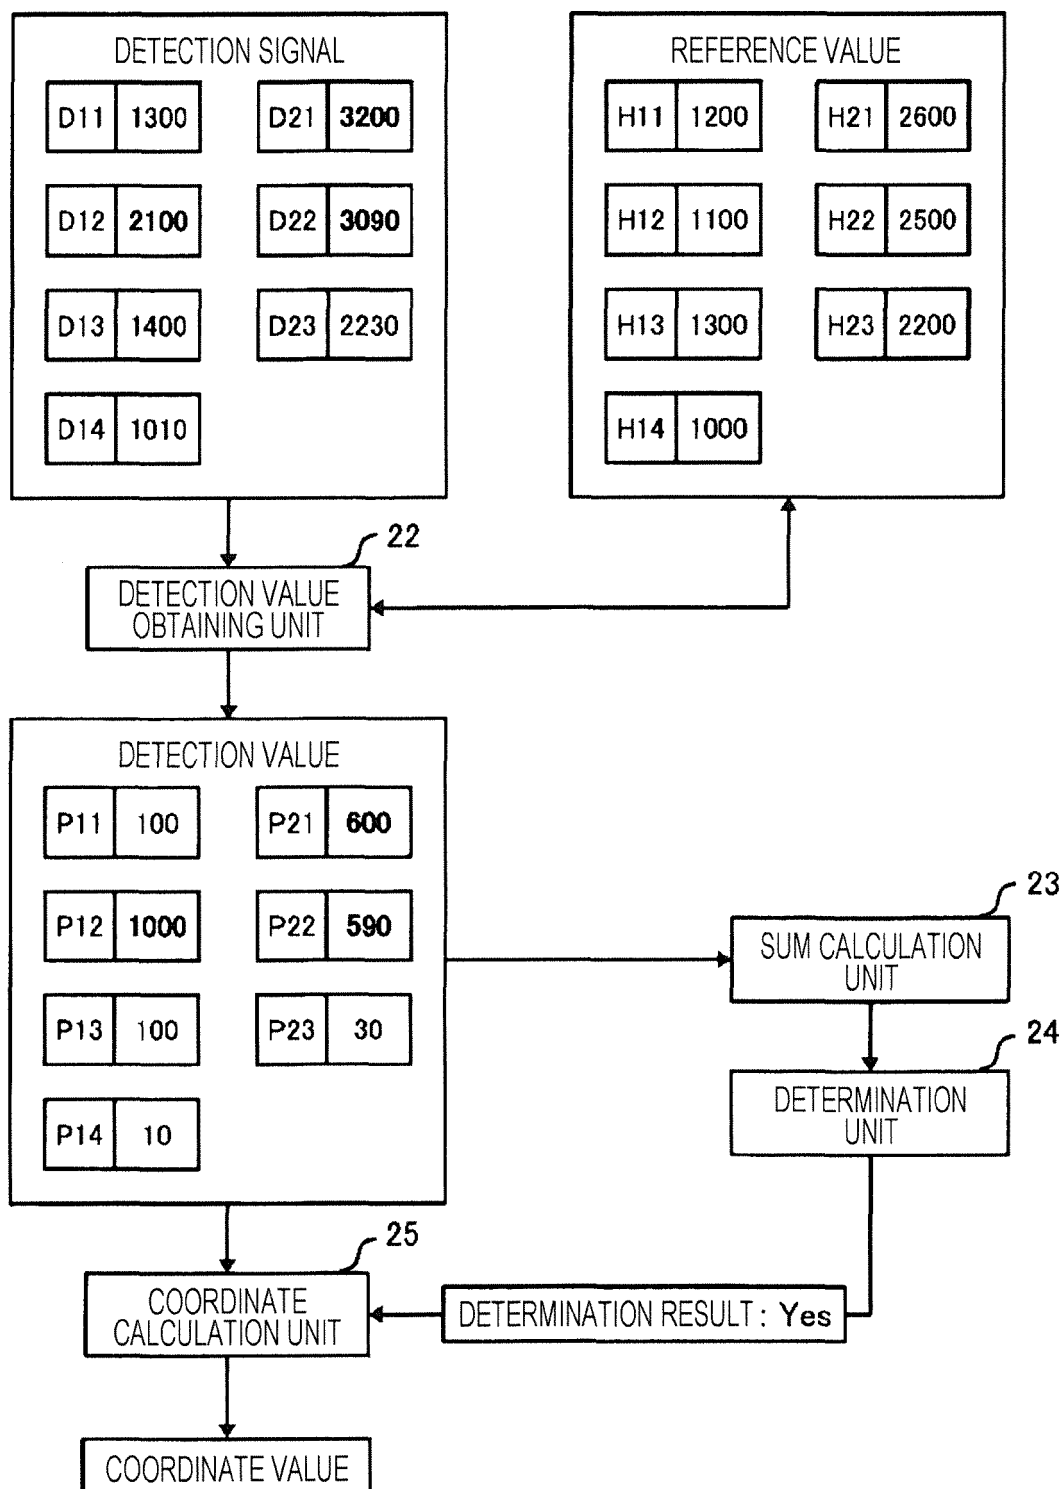 DETECTION SIGNAL
D11 1300 D21 3200
D12 2100 D22 3090
D13 1400 D23 2230
D14 1010
REFERENCE VALUE
H11 1200 H21 2600
H12 1100 H22 2500
H13 1300 H23 2200
H14 1000
22
DETECTION VALUE
OBTAINING UNIT
DETECTION VALUE
P11 100 P21 600
P12 1000 P22 590
P13 100 P23 30
P14 10
23
SUM CALCULATION
UNIT
24
DETERMINATION
UNIT
25
COORDINATE
CALCULATION UNIT
DETERMINATION RESULT : Yes
COORDINATE VALUE